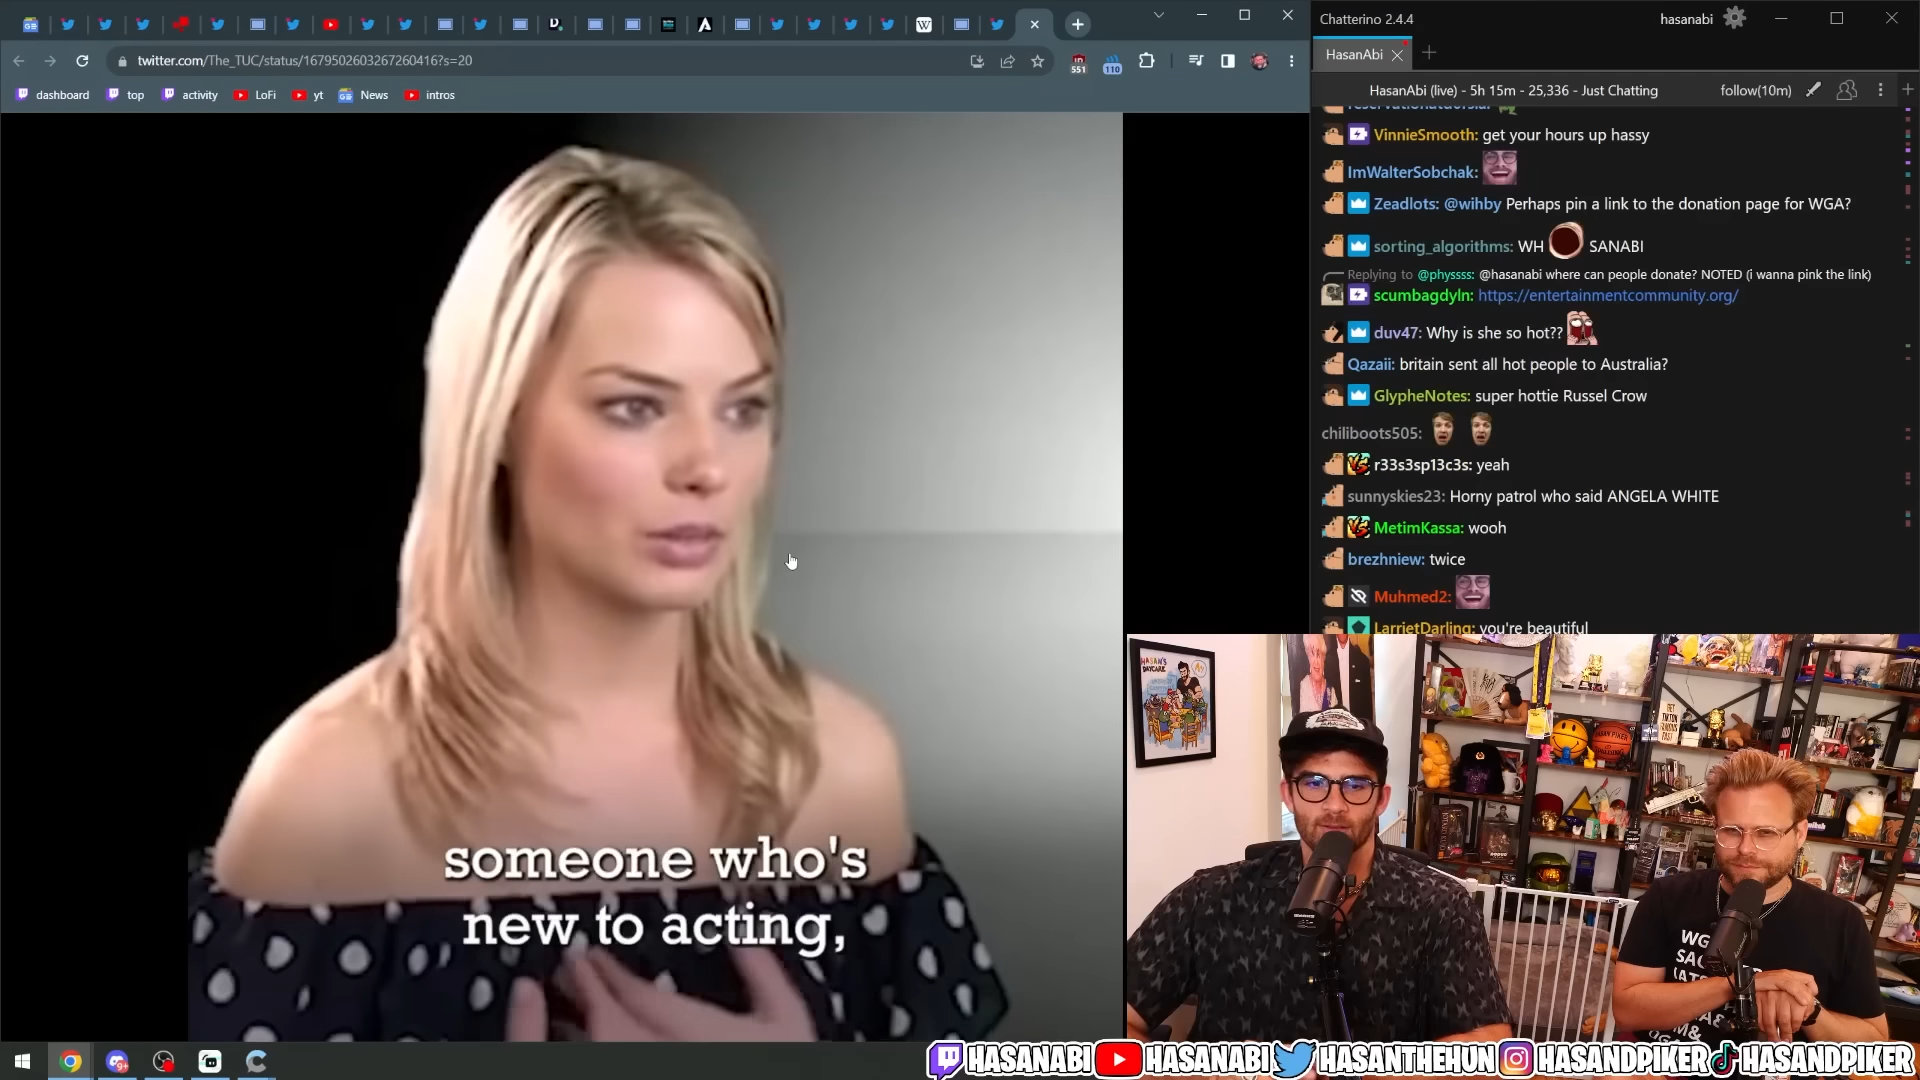 twitter.com/The_TUC/status/1679502603267260416?s=20
551
110
dashboard
top
activity
LoFi
yt
News
intros
someone who's
new to acting,
Chatterino 2.4.4
hasanabi
HasanAbi
HasanAbi (live) - 5h 15m - 25,336 - Just Chatting
follow(10m)
VinnieSmooth: get your hours up hassy
ImWalterSobchak:
Zeadlots: @wihby Perhaps pin a link to the donation page for WGA?
sorting_algorithms: WH SANABI
Replying to @physsss: @hasanabi where can people donate? NOTED (i wanna pink the link)
scumbagdyln: https://entertainmentcommunity.org/
duv47: Why is she so hot??
Qazaii: britain sent all hot people to Australia?
GlypheNotes: super hottie Russel Crow
chiliboots505:
r33s3sp13c3s: yeah
sunnyskies23: Horny patrol who said ANGELA WHITE
MetimKassa: wooh
brezhniew: twice
Muhmed2:
LarrietDarling: you're beautiful
HASAN'S
DAYCARE
HASANABI
HASANABI
HASANTHEHUN
HASANDPIKER
HASANDPIKER